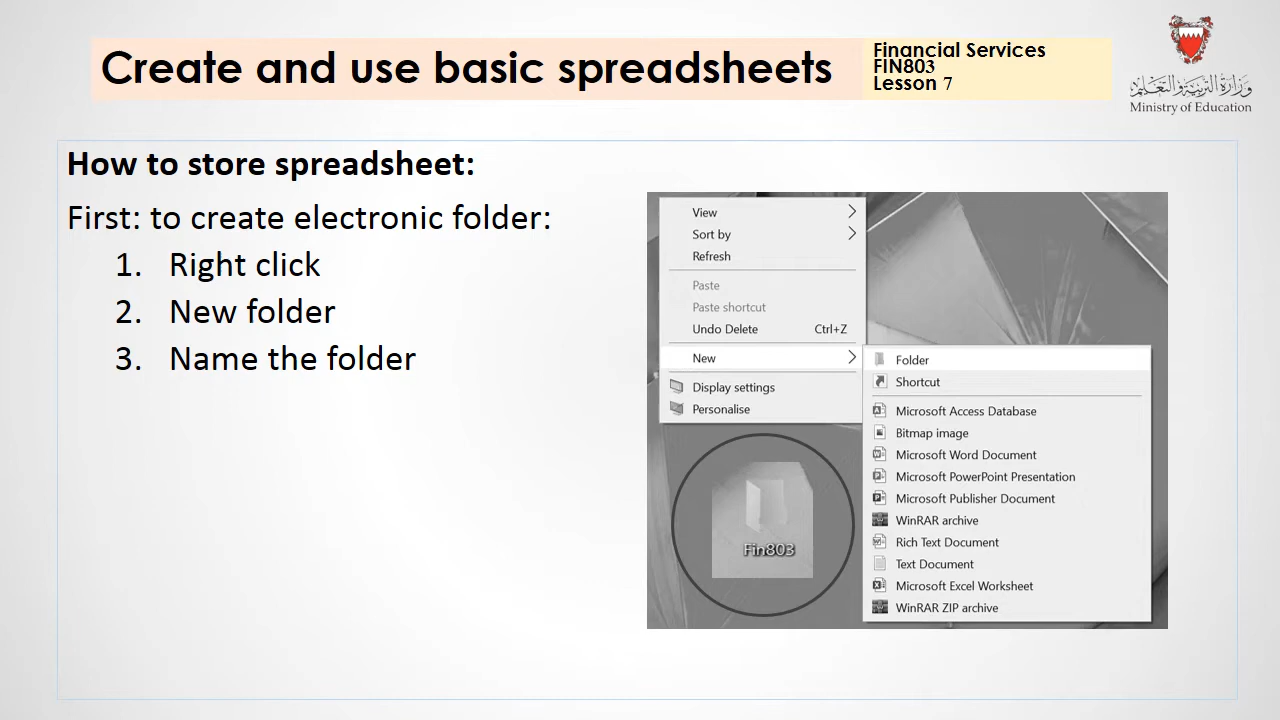 Create and use basic spreadsheets
Financial Services
FIN803
Lesson 7
وزارة التربية والتعليم
Ministry of Education
How to store spreadsheet:
First: to create electronic folder:
1. Right click
2. New folder
3. Name the folder
View
Sort by
Refresh
Paste
Paste shortcut
Undo Delete Ctrl+Z
New
Display settings
Personalise
Folder
Shortcut
Microsoft Access Database
Bitmap image
Microsoft Word Document
Microsoft PowerPoint Presentation
Microsoft Publisher Document
WinRAR archive
Rich Text Document
Text Document
Microsoft Excel Worksheet
WinRAR ZIP archive
Fin803